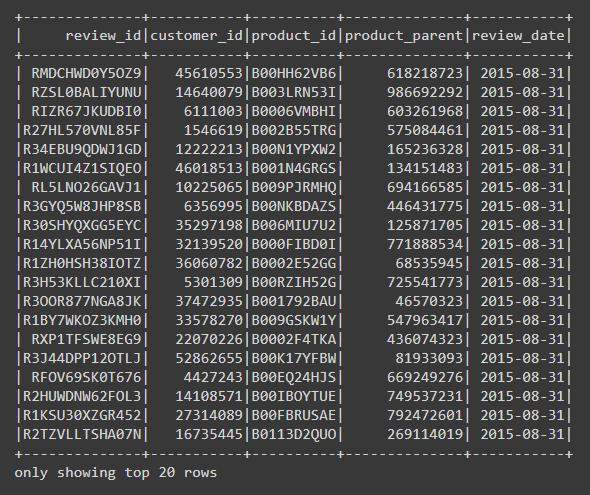 +--------------+-----------+----------+--------------+-----------+
|     review_id|customer_id|product_id|product_parent|review_date|
+--------------+-----------+----------+--------------+-----------+
| RMDCHWD0Y5OZ9|   45610553|B00HH62VB6|     618218723| 2015-08-31|
| RZSL0BALIYUNU|   14640079|B003LRN53I|     986692292| 2015-08-31|
| RIZR67JKUDBI0|    6111003|B0006VMBHI|     603261968| 2015-08-31|
|R27HL570VNL85F|    1546619|B002B55TRG|     575084461| 2015-08-31|
|R34EBU9QDWJ1GD|   12222213|B00N1YPXW2|     165236328| 2015-08-31|
|R1WCUI4Z1SIQEO|   46018513|B001N4GRGS|     134151483| 2015-08-31|
| RL5LNO26GAVJ1|   10225065|B009PJRMHQ|     694166585| 2015-08-31|
|R3GYQ5W8JHP8SB|    6356995|B00NKBDAZS|     446431775| 2015-08-31|
|R30SHYQXGG5EYC|   35297198|B006MIU7U2|     125871705| 2015-08-31|
|R14YLXA56NP51I|   32139520|B000FIBD0I|     771888534| 2015-08-31|
|R1ZH0HSH38IOTZ|   36060782|B0002E52GG|      68535945| 2015-08-31|
|R3H53KLLC210XI|    5301309|B00RZIH52G|     725541773| 2015-08-31|
|R3OOR877NGA8JK|   37472935|B001792BAU|      46570323| 2015-08-31|
|R1BY7WKOZ3KMH0|   33578270|B009GSKW1Y|     547963417| 2015-08-31|
| RXP1TFSWE8EG9|   22070226|B0002F4TKA|     436074323| 2015-08-31|
|R3J44DPP12OTLJ|   52862655|B00K17YFBW|      81933093| 2015-08-31|
| RFOV69SK0T676|    4427243|B00EQ24HJS|     669249276| 2015-08-31|
|R2HUWDNW62FOL3|   14108571|B00IBOYTUE|     749537231| 2015-08-31|
|R1KSU30XZGR452|   27314089|B00FBRUSAE|     792472601| 2015-08-31|
|R2TZVLLTSHA07N|   16735445|B0113D2QUO|     269114019| 2015-08-31|
+--------------+-----------+----------+--------------+-----------+
only showing top 20 rows